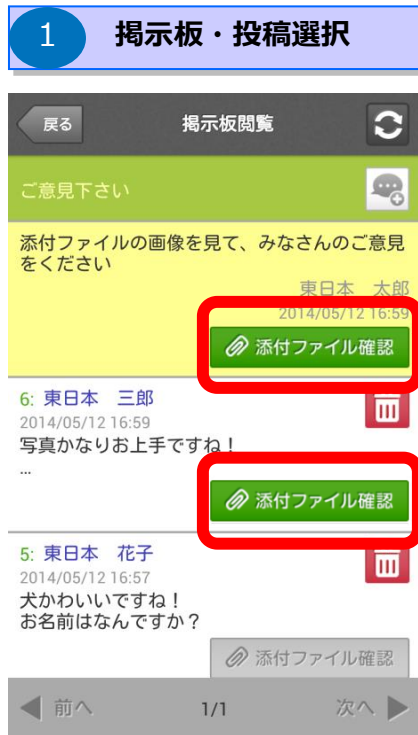 1 掲示板・投稿選択
戻る 掲示板閲覧
ご意見下さい
添付ファイルの画像を見て、みなさんのご意見
をください
東日本 太郎
2014/05/12 16:59
添付ファイル確認
6: 東日本 三郎
2014/05/12 16:59
写真かなりお上手ですね！
...
添付ファイル確認
5: 東日本 花子
2014/05/12 16:57
犬かわいいですね！
お名前はなんですか？
添付ファイル確認
前へ 1/1 次へ